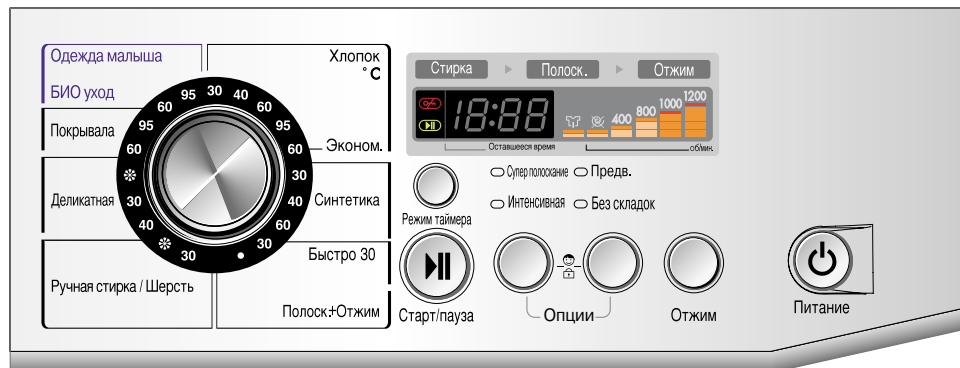 Одежда малыша
БИО уход
Покрывала
Деликатная
Ручная стирка / Шерсть
95 30 40
60 60
95 95
60 60
30
30 40
40 60
30 30
Хлопок
°C
Эконом.
Синтетика
Быстро 30
Полоск.+Отжим
Стирка Полоск. Отжим
18:88
400 800 1000 1200
Оставшееся время об/мин.
Режим таймера
Супер полоскание Предв.
Интенсивная Без складок
Старт/пауза
Опции
Отжим
Питание